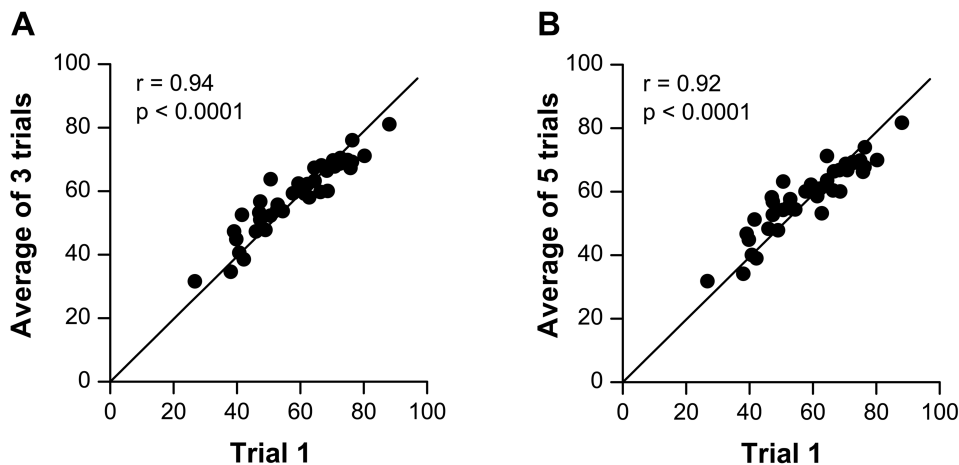 A
r = 0.94
p < 0.0001
Average of 3 trials
100
80
60
40
20
0
0 20 40 60 80 100
Trial 1
B
r = 0.92
p < 0.0001
Average of 5 trials
100
80
60
40
20
0
0 20 40 60 80 100
Trial 1